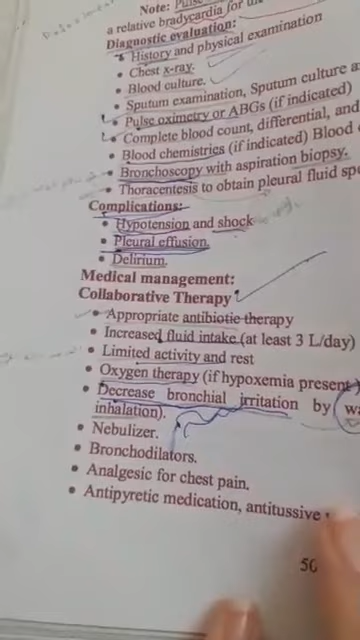 Note: Pulse
a relative bradycardia for the
Diagnostic evaluation:
• History and physical examination
• Chest x-ray.
• Blood culture.
• Sputum examination, Sputum culture a
• Pulse oximetry or ABGs (if indicated)
• Complete blood count, differential, and
• Blood chemistries (if indicated) Blood
• Bronchoscopy with aspiration biopsy.
• Thoracentesis to obtain pleural fluid spe
Complications:
• Hypotension and shock
• Pleural effusion.
• Delirium.
Medical management:
Collaborative Therapy
• Appropriate antibiotic therapy
• Increased fluid intake (at least 3 L/day)
• Limited activity and rest
• Oxygen therapy (if hypoxemia present)
• Decrease bronchial irritation by wa
inhalation).
• Nebulizer.
• Bronchodilators.
• Analgesic for chest pain.
• Antipyretic medication, antitussive
50